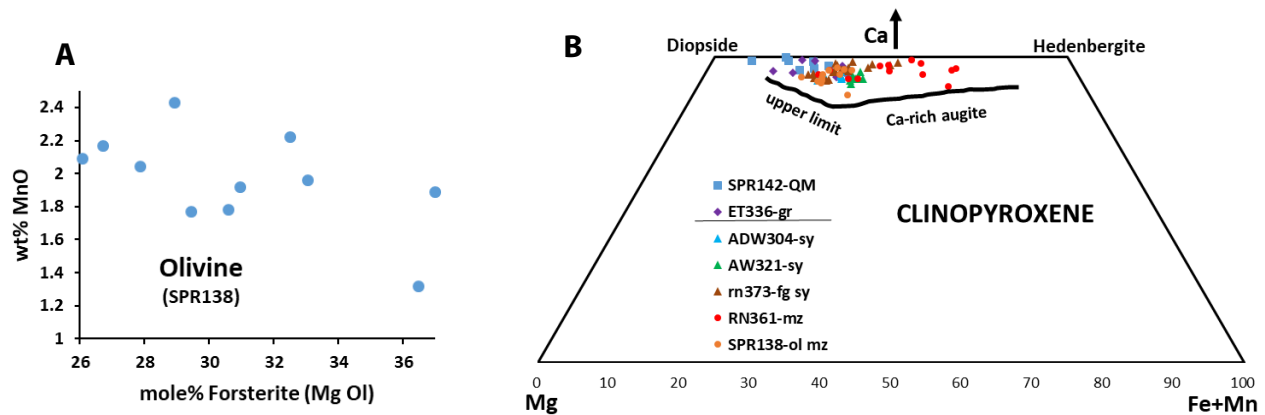 A
wt% MnO
2.4
2.2
2
1.8
1.6
1.4
1.2
1
Olivine
(SPR138)
26
28
30
32
34
36
mole% Forsterite (Mg Ol)
B
Ca
Diopside
Hedenbergite
upper limit
Ca-rich augite
SPR142-QM
ET336-gr
ADW304-sy
AW321-sy
rn373-fg sy
RN361-mz
SPR138-ol mz
CLINOPYROXENE
0
10
20
30
40
50
60
70
80
90
100
Mg
Fe+Mn